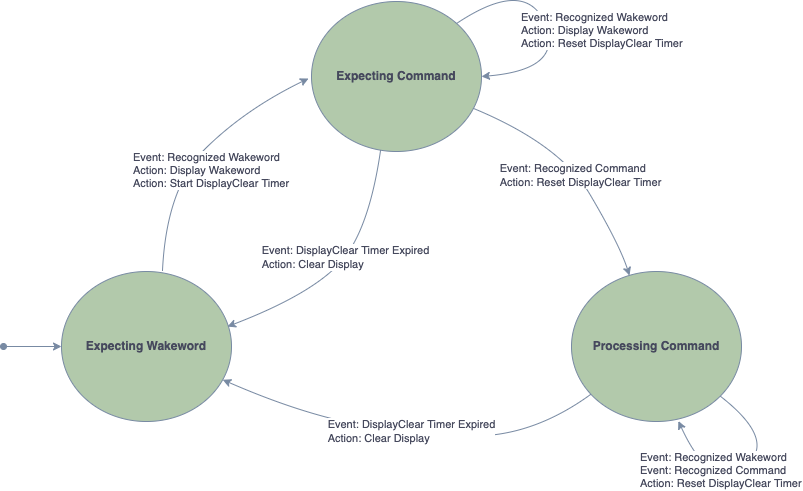 Event: Recognized Wakeword
Action: Display Wakeword
Action: Reset DisplayClear Timer
Expecting Command
Event: Recognized Wakeword
Action: Display Wakeword
Action: Start DisplayClear Timer
Event: Recognized Command
Action: Reset DisplayClear Timer
Event: DisplayClear Timer Expired
Action: Clear Display
Expecting Wakeword
Processing Command
Event: DisplayClear Timer Expired
Action: Clear Display
Event: Recognized Wakeword
Event: Recognized Command
Action: Reset DisplayClear Timer